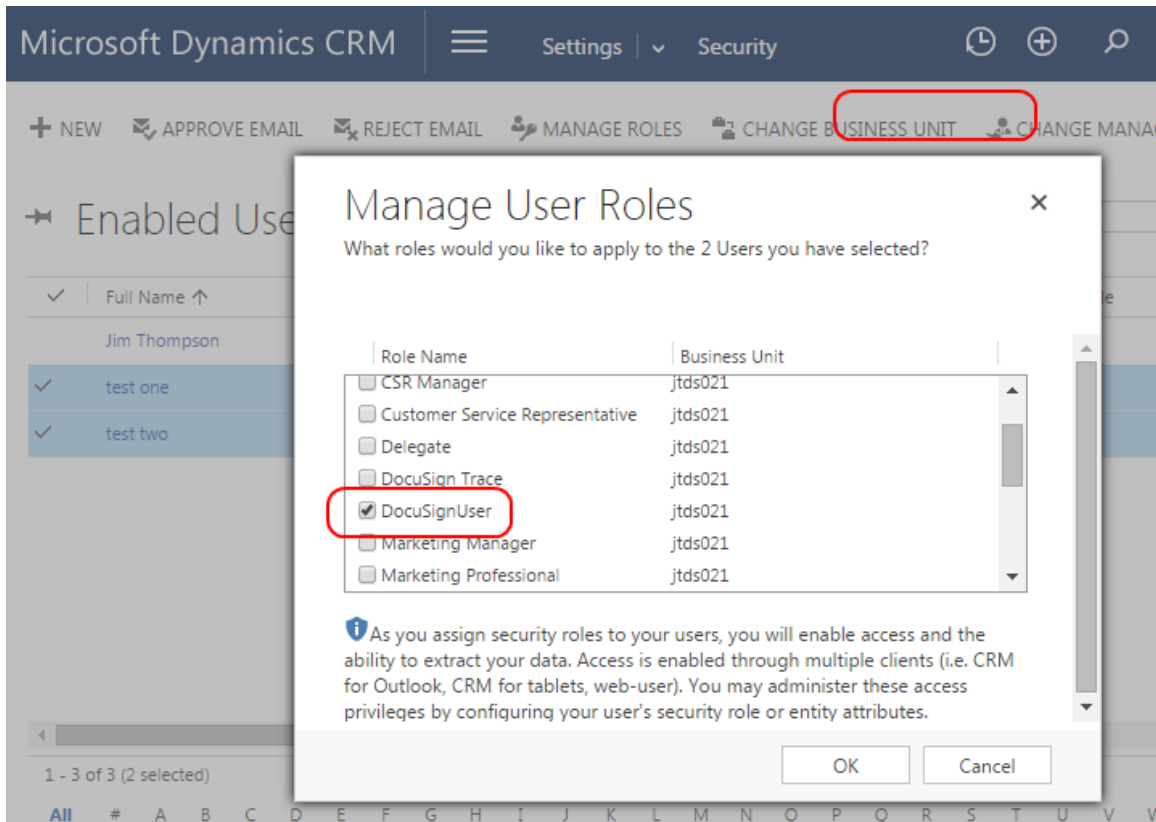 Microsoft Dynamics CRM Settings Security
NEW APPROVE EMAIL REJECT EMAIL MANAGE ROLES CHANGE BUSINESS UNIT CHANGE MANA
Manage User Roles
Enabled Use
What roles would you like to apply to the 2 Users you have selected?
Full Name
Jim Thompson
test one
test two
Role Name Business Unit
CSR Manager jtds021
Customer Service Representative jtds021
Delegate jtds021
DocuSign Trace jtds021
DocuSignUser jtds021
Marketing Manager jtds021
Marketing Professional jtds021
As you assign security roles to your users, you will enable access and the
ability to extract your data. Access is enabled through multiple clients (i.e. CRM
for Outlook, CRM for tablets, web-user). You may administer these access
privileges by configuring your user's security role or entity attributes.
OK Cancel
1 - 3 of 3 (2 selected)
All # A B C D E F G H I J K L M N O P Q R S T U V W